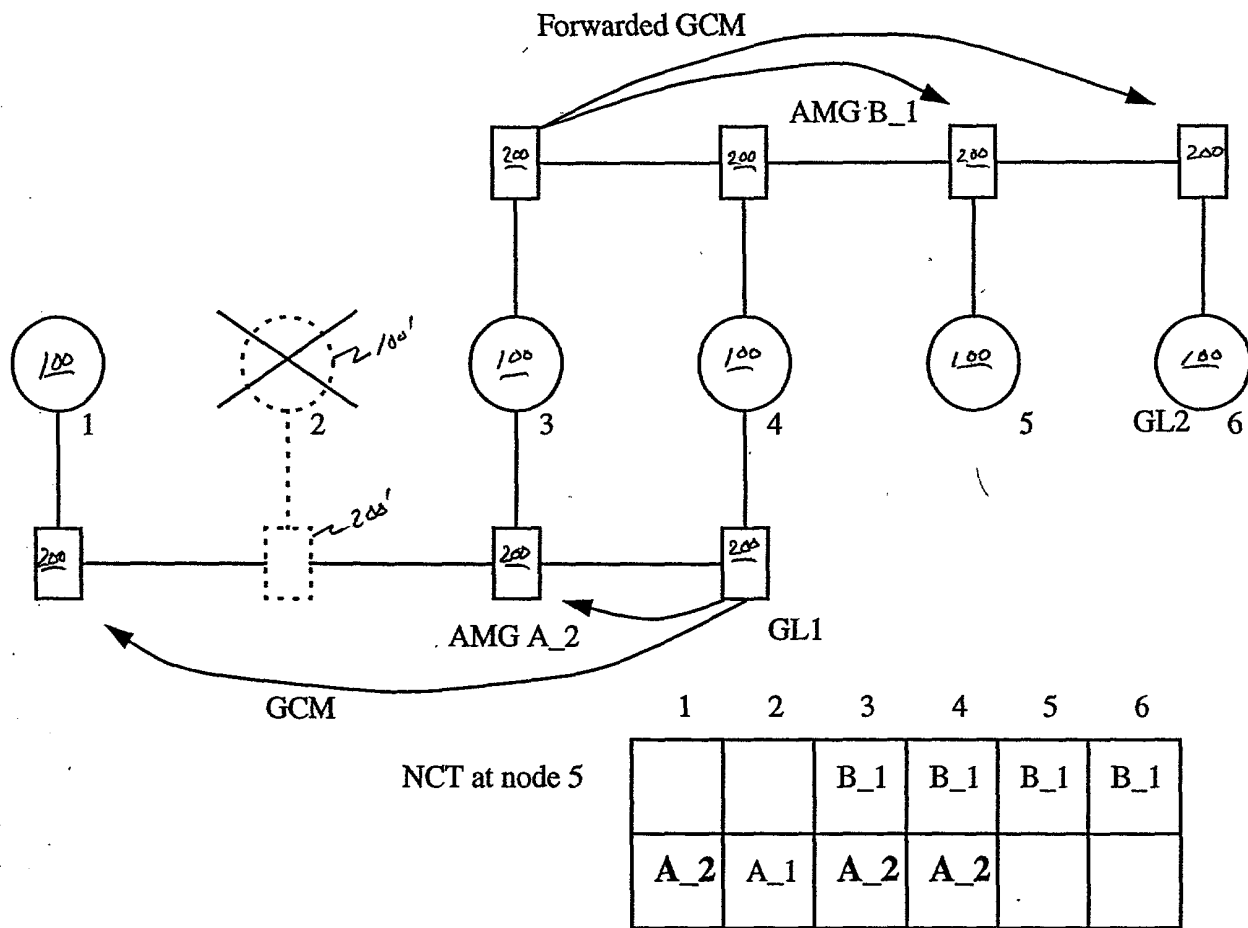 Forwarded GCM
AMG B_1
200 200 200 200
100 100' 100 100 100 100
1 2 3 4 5 GL2 6
200'
200 200 200
AMG A_2 GL1
GCM
1 2 3 4 5 6
NCT at node 5 B_1 B_1 B_1 B_1
A_2 A_1 A_2 A_2